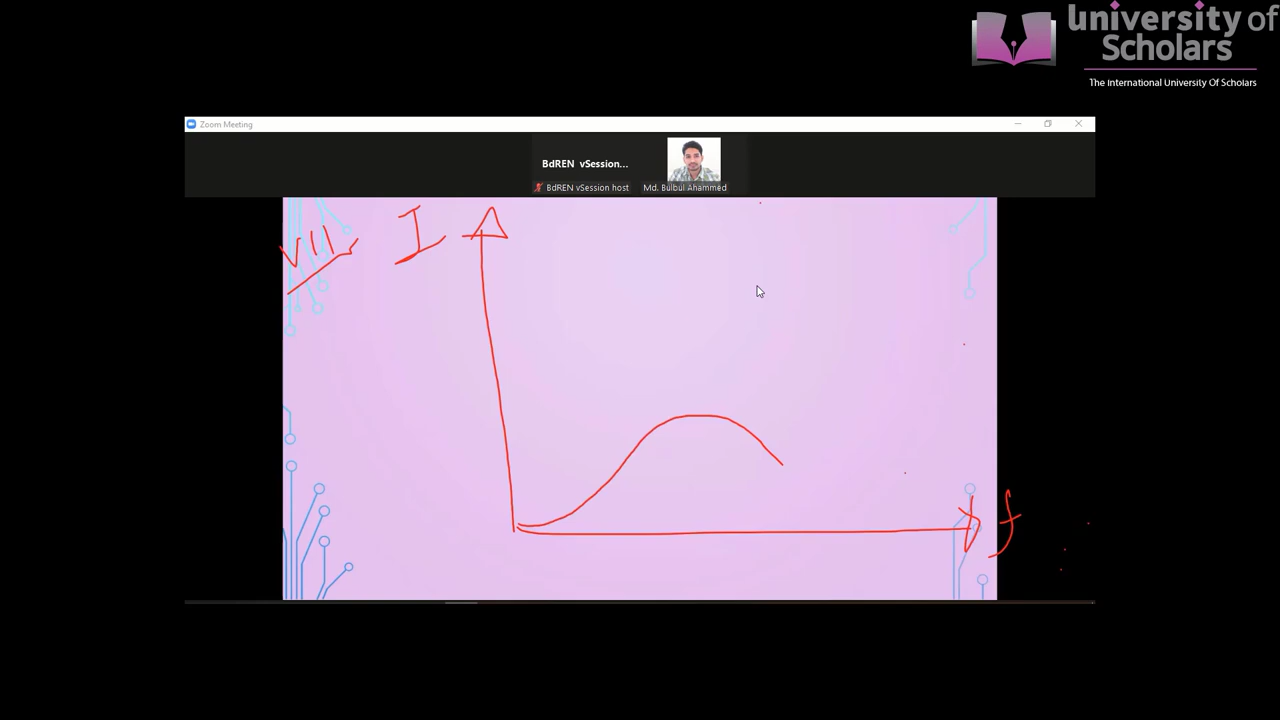 university of
Scholars
The International University Of Scholars
Zoom Meeting
BdREN vSession...
BdREN vSession host
Md. Bulbul Ahammed
I
f